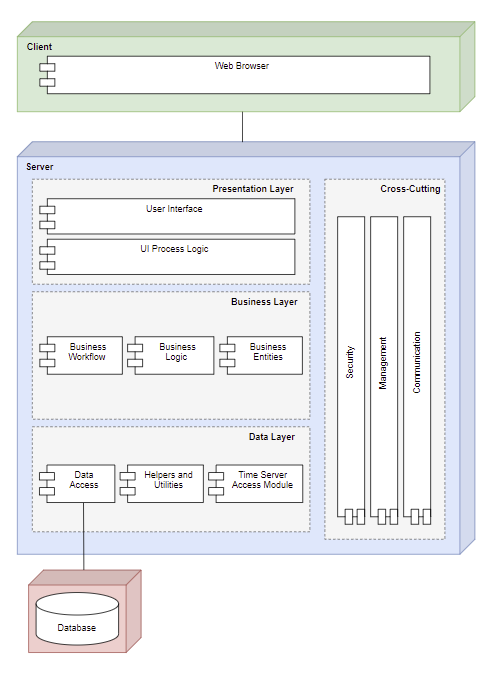 Client
Web Browser
Server
Presentation Layer
User Interface
UI Process Logic
Business Layer
Business
Workflow
Business
Logic
Business
Entities
Data Layer
Data
Access
Helpers and
Utilities
Time Server
Access Module
Cross-Cutting
Security
Management
Communication
Database